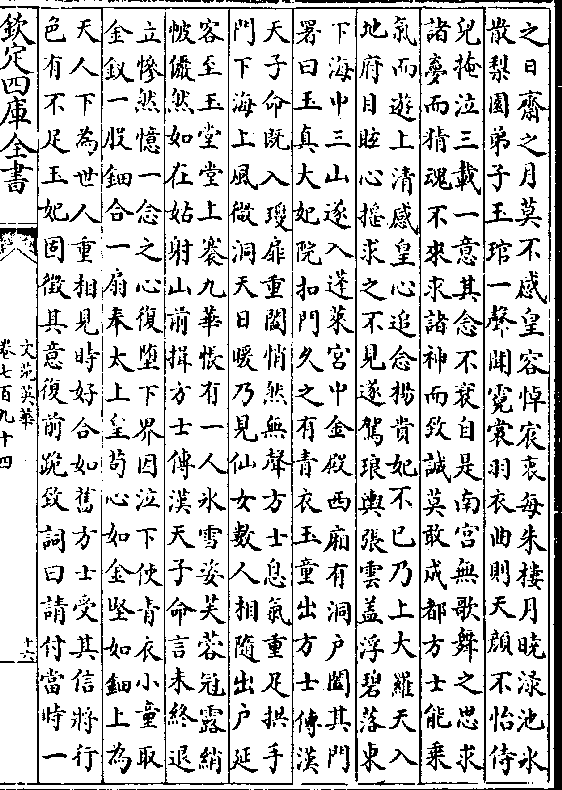 之日齋之月莫不感皇容悼宸衷每朱樓月曉渌池氷
散梨園弟子玉琯一聲聞霓裳羽衣曲則天顔不怡侍
兒掩泣三載一意其念不衰自是南宮無歌舞之思求
諸夢而猜魂不來求諸神而致誠莫敢成都方士能乗
氣而遊上清感皇心追念楊貴妃不已乃上大羅天入
地府目眩心搖求之不見遂駕琅輿張雲盖浮碧落東
下海中三山遂入蓬萊宮中金殿西廂有洞户闔其門
署曰玉真大妃院扣門久之有青衣玉童出方士傳漢
天子命既入瓊扉重闔悄然無聲方士息氣重足拱手
門下海上風微洞天日暖乃見仙女數人相隨出户延
客至玉堂堂上褰九華帳有一人氷雪姿芙蓉冠露綃
帔儼然如在姑射山前揖方士傳漢天子命言未終退
立慘然憶一念之心復墮下界因泣下使青衣小童取
金釵一股鈿合一扇奉太上皇茍心如金堅如鈿上為
天人下為世人重相見時好合如舊方士受其信將行
色有不足玉妃固徵其意復前跪致詞曰請付當時一
欽定四庫全書
文苑英華
卷七百九十四
十六